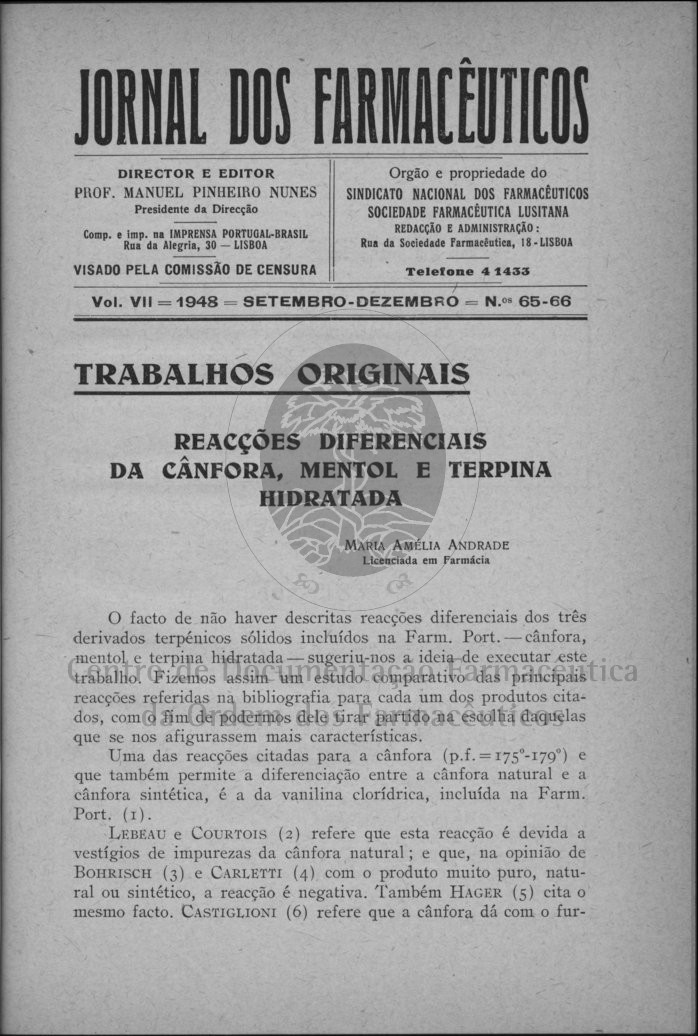 JORNAL DOS FARMACÊUTICOS
DIRECTOR E EDITOR
PROF. MANUEL PINHEIRO NUNES
Presidente da Direcção
Comp. e imp. na IMPRENSA PORTUGAL-BRASIL
Rua da Alegria, 30 — LISBOA
VISADO PELA COMISSÃO DE CENSURA
Orgão e propriedade do
SINDICATO NACIONAL DOS FARMACÊUTICOS
SOCIEDADE FARMACÊUTICA LUSITANA
REDACÇÃO E ADMINISTRAÇÃO:
Rua da Sociedade Farmacêutica, 18-LISBOA
Telefone 41433
Vol. VII = 1948 = SETEMBRO-DEZEMBRO = N.os 65-66
TRABALHOS ORIGINAIS
REACÇÕES DIFERENCIAIS
DA CÂNFORA, MENTOL E TERPINA
HIDRATADA
MARIA AMÉLIA ANDRADE
Licenciada em Farmácia
O facto de não haver descritas reacções diferenciais dos três
derivados terpénicos sólidos incluídos na Farm. Port. — cânfora,
mentol e terpina hidratada — sugeriu-nos a ideia de executar este
trabalho. Fizemos assim um estudo comparativo das principais
reacções referidas na bibliografia para cada um dos produtos cita-
dos, com o fim de podermos dele tirar partido na escolha daquelas
que se nos afigurassem mais características.
Uma das reacções citadas para a cânfora (p.f. = 175°-179°) e
que também permite a diferenciação entre a cânfora natural e a
cânfora sintética, é a da vanilina clorídrica, incluída na Farm.
Port. (1).
LEBEAU e COURTOIS (2) refere que esta reacção é devida a
vestígios de impurezas da cânfora natural; e que, na opinião de
BOHRISCH (3) e CARLETTI (4) com o produto muito puro, natu-
ral ou sintético, a reacção é negativa. Também HAGER (5) cita o
mesmo facto. CASTIGLIONI (6) refere que a cânfora dá com o fur-
Centro de Documentação Farmacêutica
da Ordem dos Farmacêuticos